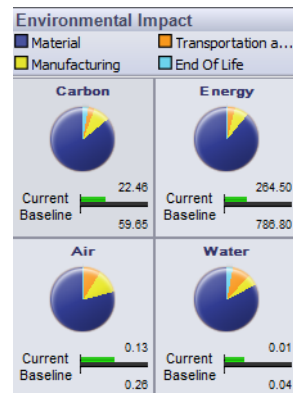 Environmental Impact
Material Transportation a...
Manufacturing End Of Life
Carbon Energy
22.46 264.50
Current Current
Baseline Baseline
59.65 786.80
Air Water
0.13 0.01
Current Current
Baseline Baseline
0.26 0.04